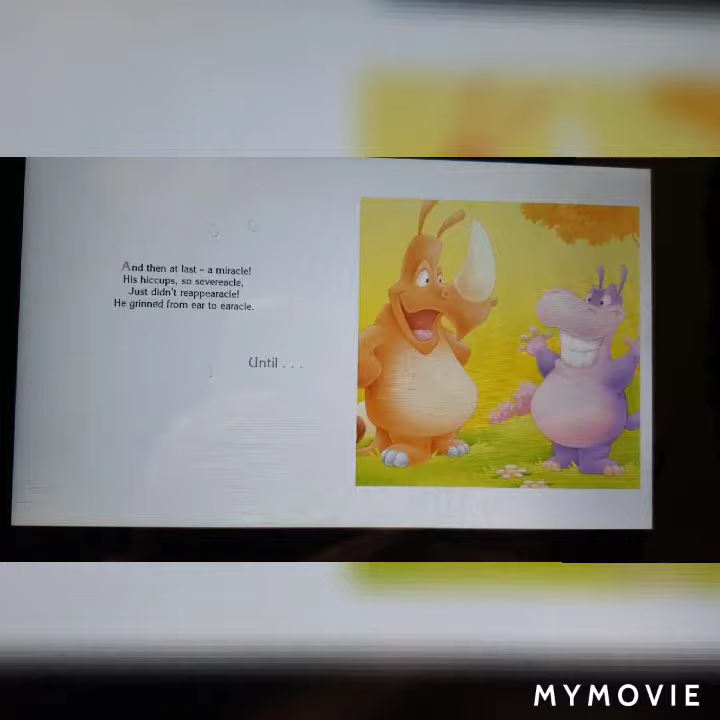 And then at last – a miracle!
His hiccups, so severeacle,
Just didn't reappearacle!
He grinned from ear to earacle.
Until . . .
MYMOVIE